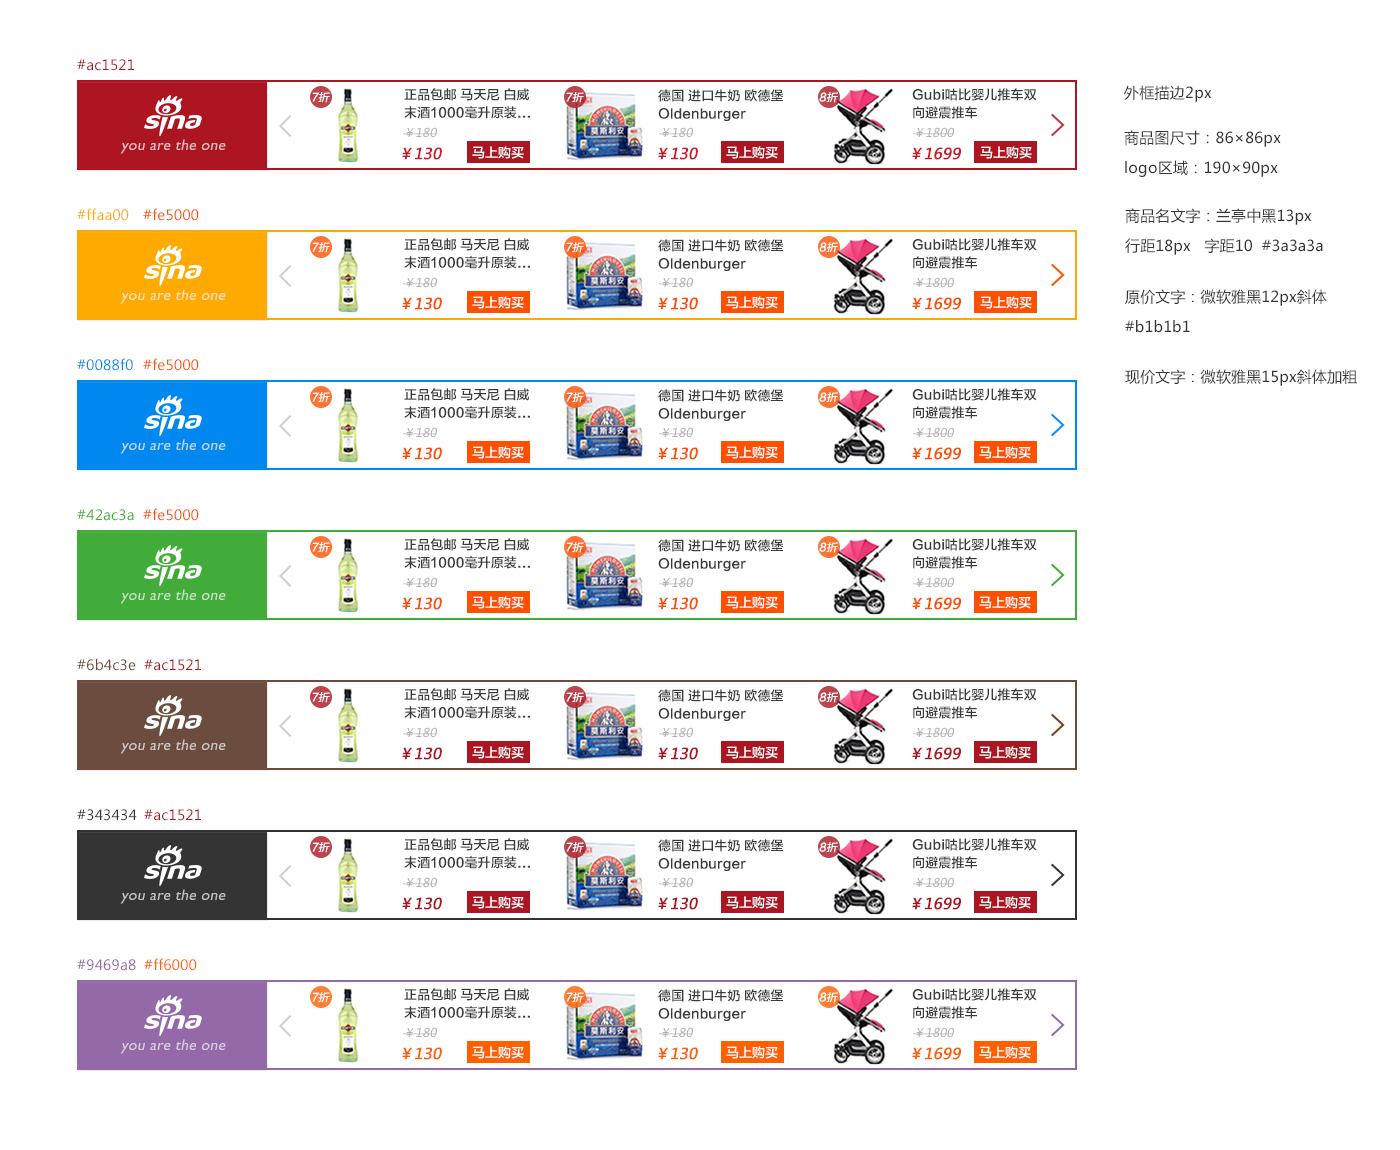 #ac1521
sina
you are the one
7折
正品包邮 马天尼 白威
末酒1000毫升原装...
¥180
¥130
马上购买
7折
莫斯利安
德国 进口牛奶 欧德堡
Oldenburger
¥180
¥130
马上购买
8折
Gubi咕比婴儿推车双
向避震推车
¥1800
¥1699
马上购买
#ffaa00 #fe5000
sina
you are the one
7折
正品包邮 马天尼 白威
末酒1000毫升原装...
¥180
¥130
马上购买
7折
莫斯利安
德国 进口牛奶 欧德堡
Oldenburger
¥180
¥130
马上购买
8折
Gubi咕比婴儿推车双
向避震推车
¥1800
¥1699
马上购买
#0088f0 #fe5000
sina
you are the one
7折
正品包邮 马天尼 白威
末酒1000毫升原装...
¥180
¥130
马上购买
7折
莫斯利安
德国 进口牛奶 欧德堡
Oldenburger
¥180
¥130
马上购买
8折
Gubi咕比婴儿推车双
向避震推车
¥1800
¥1699
马上购买
#42ac3a #fe5000
sina
you are the one
7折
正品包邮 马天尼 白威
末酒1000毫升原装...
¥180
¥130
马上购买
7折
莫斯利安
德国 进口牛奶 欧德堡
Oldenburger
¥180
¥130
马上购买
8折
Gubi咕比婴儿推车双
向避震推车
¥1800
¥1699
马上购买
#6b4c3e #ac1521
sina
you are the one
7折
正品包邮 马天尼 白威
末酒1000毫升原装...
¥180
¥130
马上购买
7折
莫斯利安
德国 进口牛奶 欧德堡
Oldenburger
¥180
¥130
马上购买
8折
Gubi咕比婴儿推车双
向避震推车
¥1800
¥1699
马上购买
#343434 #ac1521
sina
you are the one
7折
正品包邮 马天尼 白威
末酒1000毫升原装...
¥180
¥130
马上购买
7折
莫斯利安
德国 进口牛奶 欧德堡
Oldenburger
¥180
¥130
马上购买
8折
Gubi咕比婴儿推车双
向避震推车
¥1800
¥1699
马上购买
#9469a8 #ff6000
sina
you are the one
7折
正品包邮 马天尼 白威
末酒1000毫升原装...
¥180
¥130
马上购买
7折
莫斯利安
德国 进口牛奶 欧德堡
Oldenburger
¥180
¥130
马上购买
8折
Gubi咕比婴儿推车双
向避震推车
¥1800
¥1699
马上购买
外框描边2px
商品图尺寸：86×86px
logo区域：190×90px
商品名文字：兰亭中黑13px
行距18px 字距10 #3a3a3a
原价文字：微软雅黑12px斜体
#b1b1b1
现价文字：微软雅黑15px斜体加粗